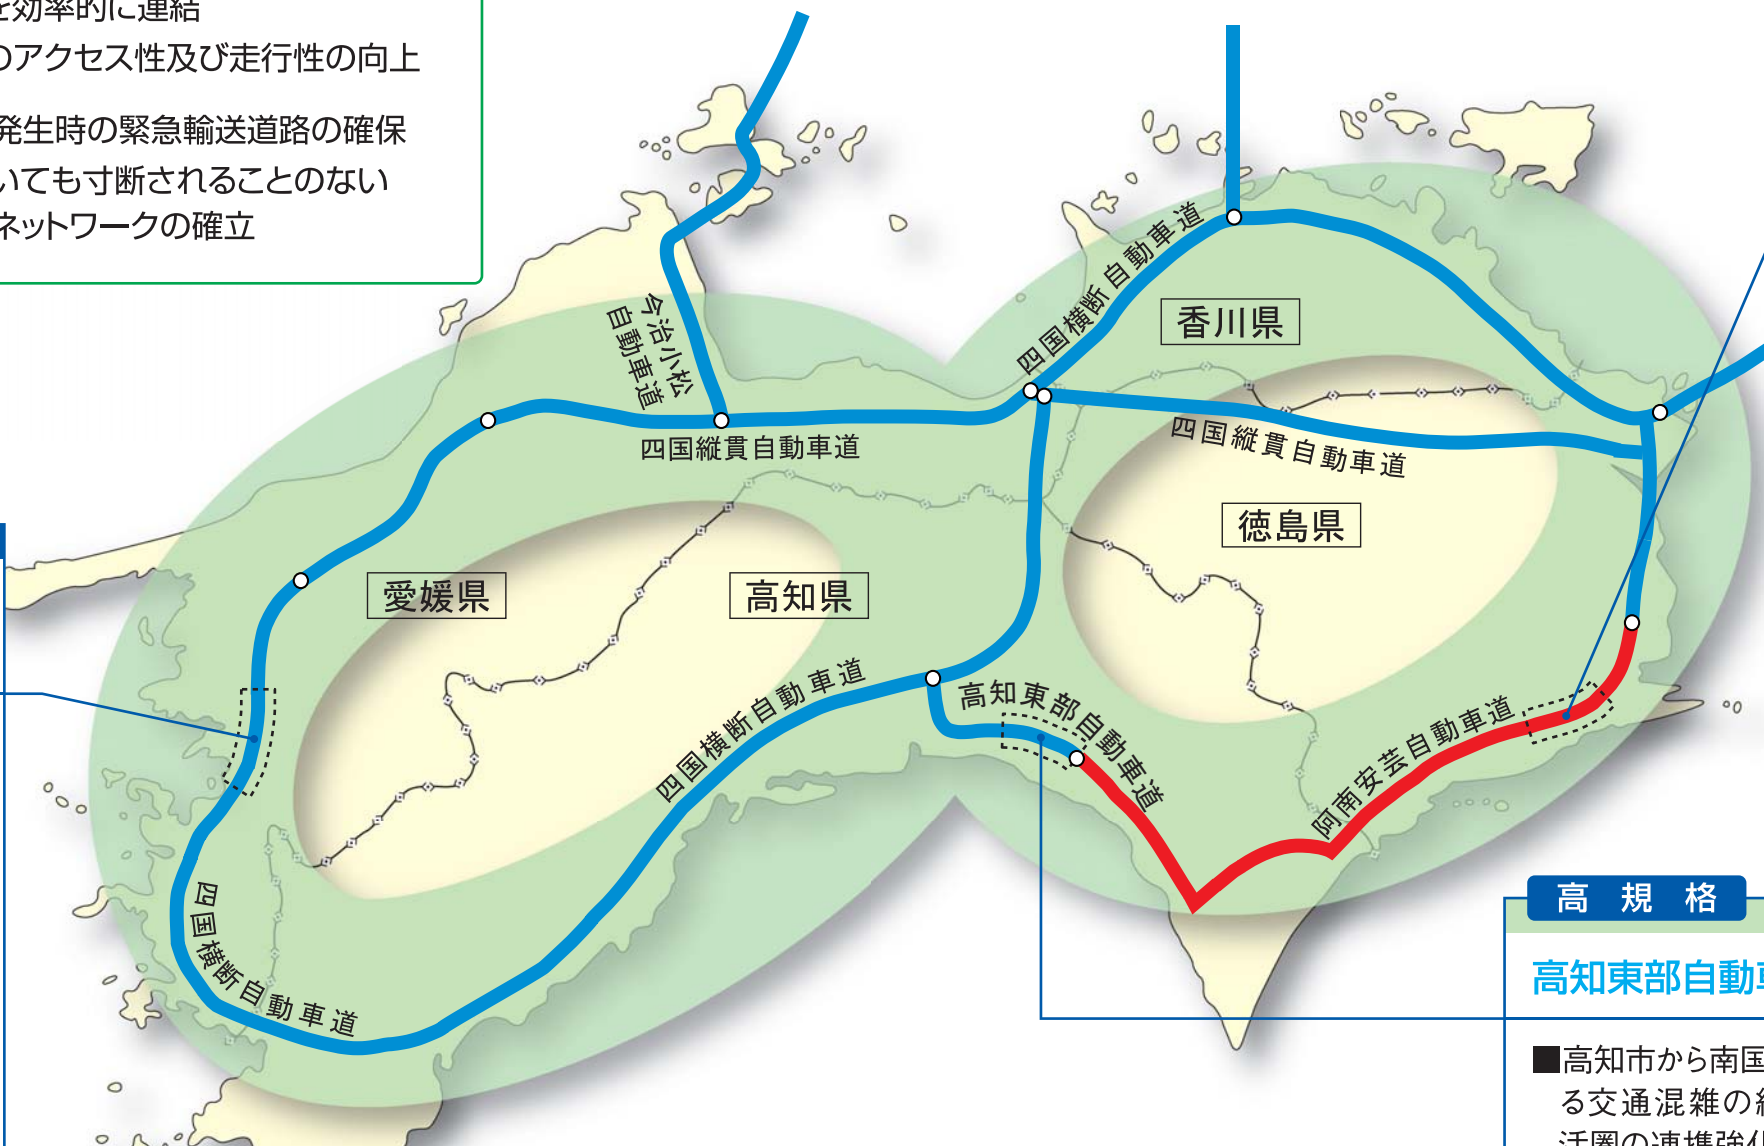 を効率的に連結
のアクセス性及び走行性の向上
発生時の緊急輸送道路の確保
いても寸断されることのない
ネットワークの確立
今治小松
自動車道
四国横断自動車道
香川県
四国縦貫自動車道
四国縦貫自動車道
徳島県
愛媛県
高知県
四国横断自動車道
高知東部自動車道
阿南安芸自動車道
四国横断自動車道
高規格
高知東部自動車
■高知市から南国
る交通混雑の
活圏の連携強化